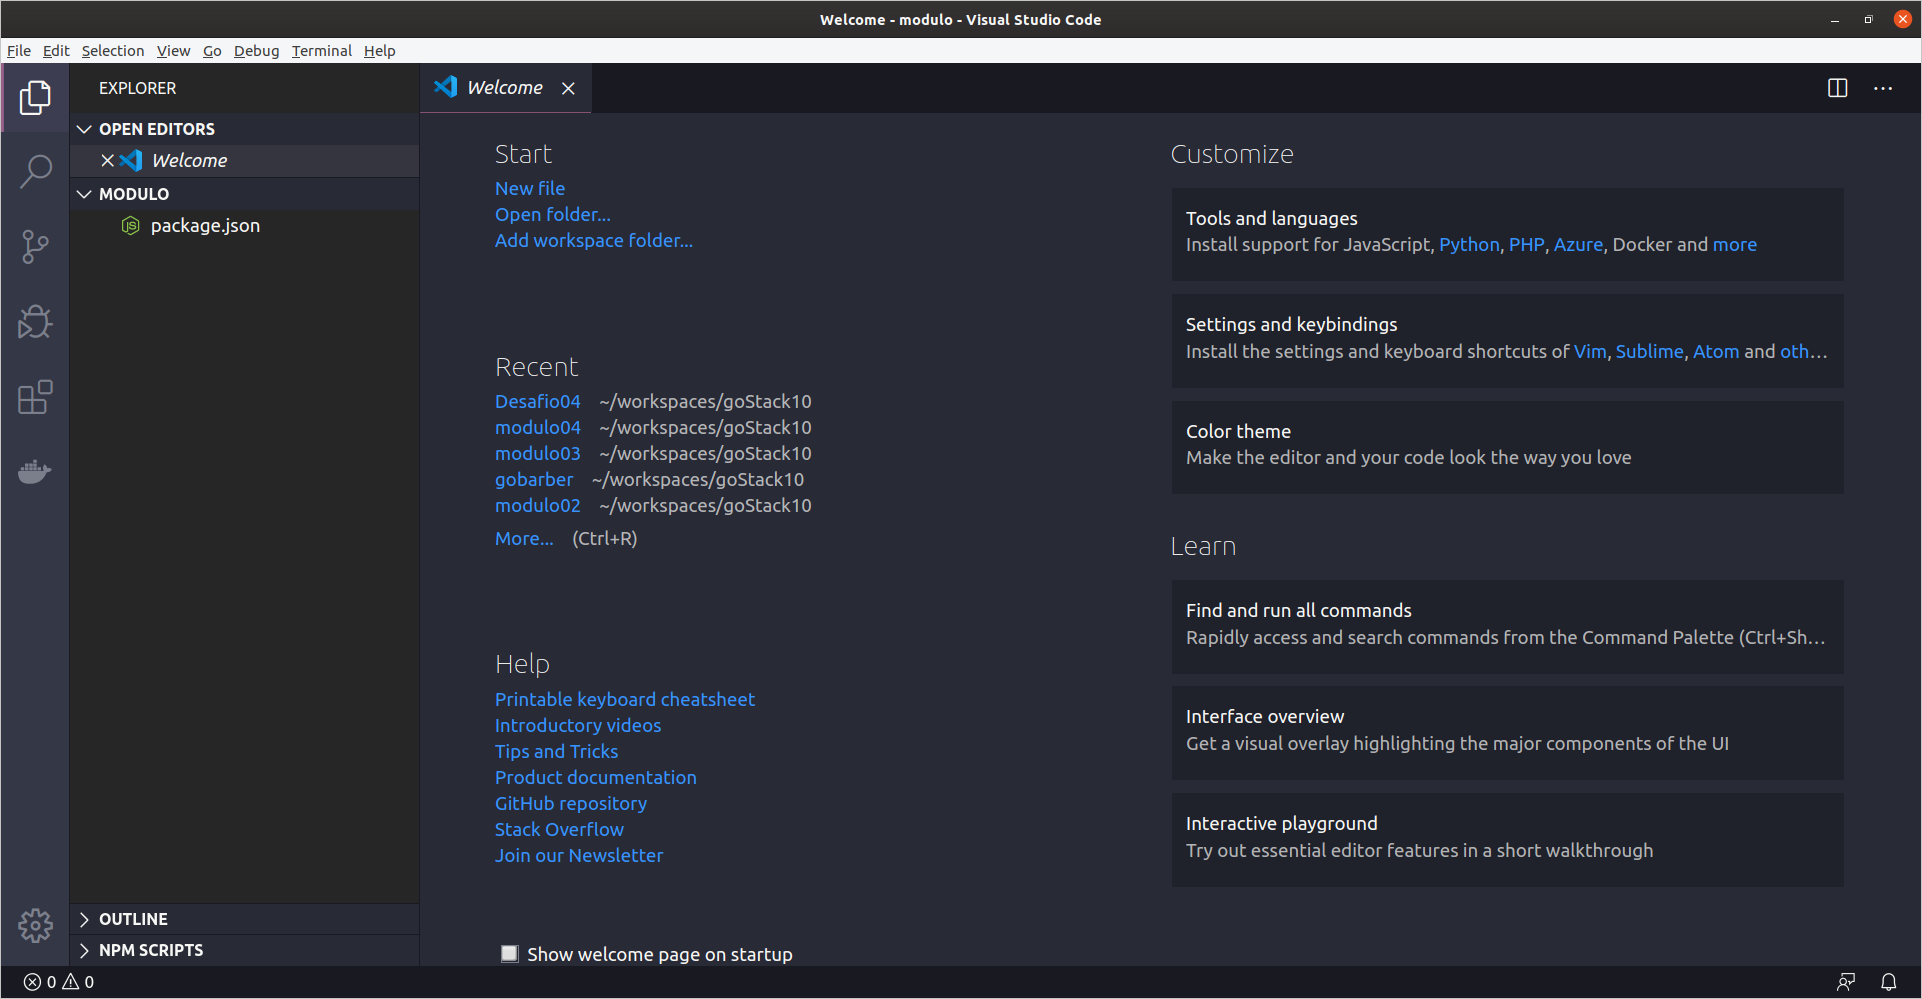 Welcome - modulo - Visual Studio Code
File Edit Selection View Go Debug Terminal Help
EXPLORER
OPEN EDITORS
Welcome
MODULO
package.json
OUTLINE
NPM SCRIPTS
Welcome
Start
New file
Open folder...
Add workspace folder...
Recent
Desafio04 ~/workspaces/goStack10
modulo04 ~/workspaces/goStack10
modulo03 ~/workspaces/goStack10
gobarber ~/workspaces/goStack10
modulo02 ~/workspaces/goStack10
More... (Ctrl+R)
Help
Printable keyboard cheatsheet
Introductory videos
Tips and Tricks
Product documentation
GitHub repository
Stack Overflow
Join our Newsletter
Show welcome page on startup
Customize
Tools and languages
Install support for JavaScript, Python, PHP, Azure, Docker and more
Settings and keybindings
Install the settings and keyboard shortcuts of Vim, Sublime, Atom and oth...
Color theme
Make the editor and your code look the way you love
Learn
Find and run all commands
Rapidly access and search commands from the Command Palette (Ctrl+Sh...
Interface overview
Get a visual overlay highlighting the major components of the UI
Interactive playground
Try out essential editor features in a short walkthrough
0 0